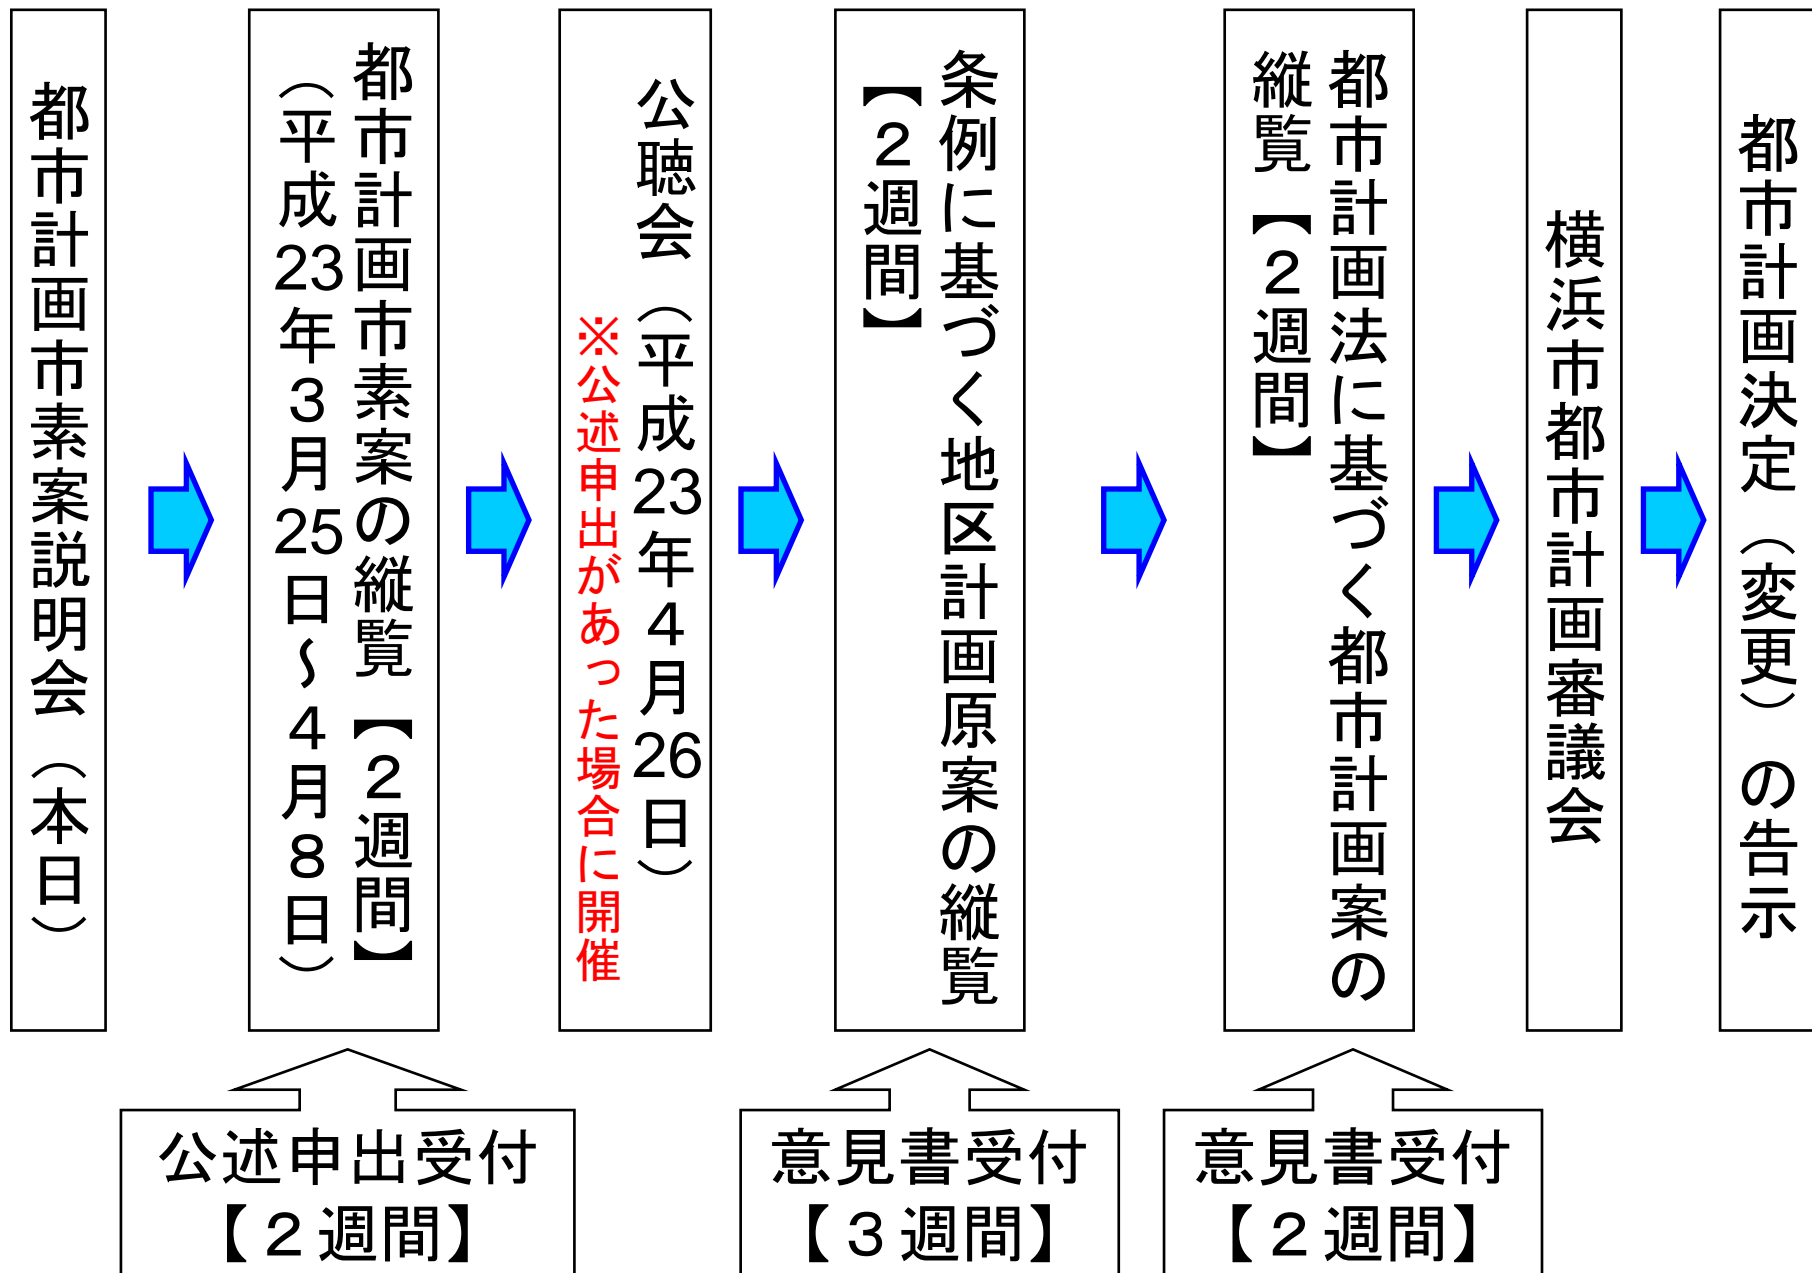 都市計画市素案説明会（本日）
都市計画市素案の縦覧【２週間】
（平成23年３月25日～４月８日）
公聴会（平成23年４月26日）
※公述申出があった場合に開催
条例に基づく地区計画原案の縦覧
【２週間】
都市計画法に基づく都市計画案の
縦覧【２週間】
横浜市都市計画審議会
都市計画決定（変更）の告示
公述申出受付
【２週間】
意見書受付
【３週間】
意見書受付
【２週間】